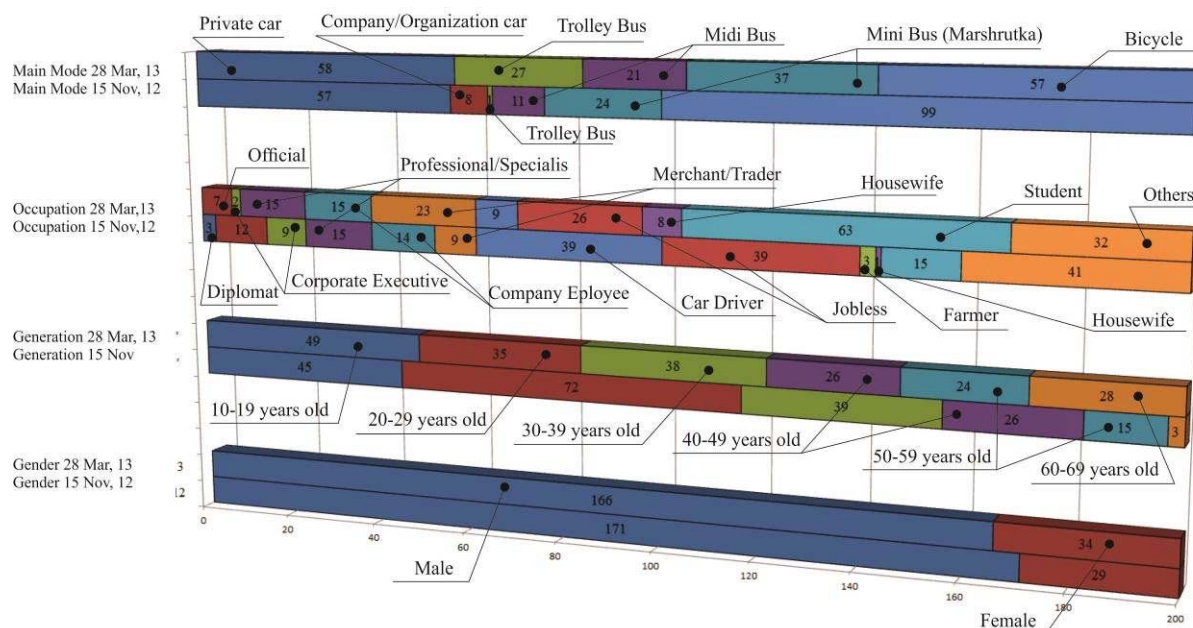 Private car
Company/Organization car
Trolley Bus
Midi Bus
Mini Bus (Marshrutka)
Bicycle
Main Mode 28 Mar, 13
Main Mode 15 Nov, 12
58 27 21 37 57
57 8 1 11 24 99
Trolley Bus
Official
Professional/Specialis
Merchant/Trader
Housewife
Student
Others
Occupation 28 Mar,13
Occupation 15 Nov,12
7 2 15 15 23 9 26 8 63 32
3 12 9 15 14 9 39 39 3 1 15 41
Diplomat
Corporate Executive
Company Eployee
Car Driver
Jobless
Farmer
Housewife
Generation 28 Mar, 13
Generation 15 Nov
49 35 38 26 24 28
45 72 39 26 15 3
10-19 years old
20-29 years old
30-39 years old
40-49 years old
50-59 years old
60-69 years old
Gender 28 Mar, 13 3
Gender 15 Nov, 12 12
166 34
171 29
0 20 40 60 80 100 120 140 160 180 200
Male
Female